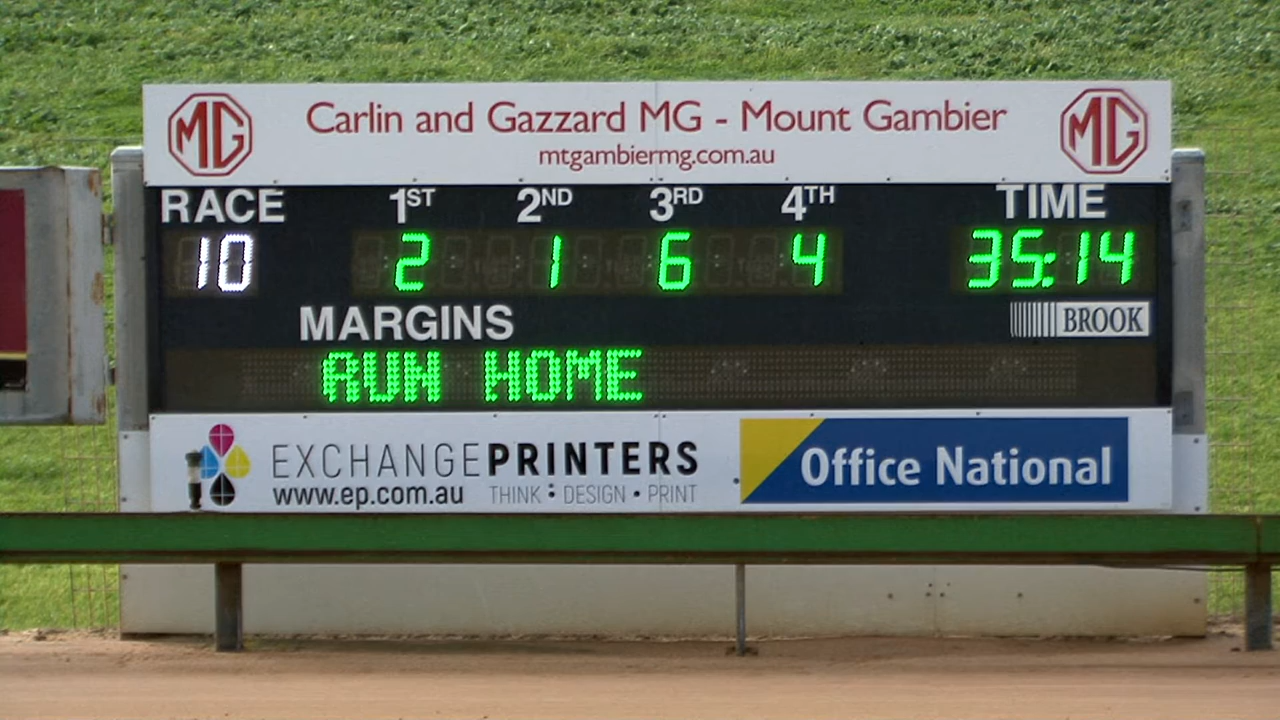 MG Carlin and Gazzard MG - Mount Gambier MG
mtgambiermg.com.au
RACE 1ST 2ND 3RD 4TH TIME
10 2 1 6 4 35:14
MARGINS BROOK
RUN HOME
EXCHANGEPRINTERS Office National
www.ep.com.au THINK : DESIGN • PRINT